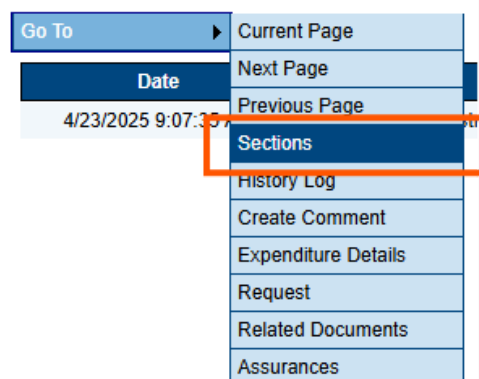 Go To
Current Page
Next Page
Date
Previous Page
4/23/2025 9:07:35
Sections
History Log
Create Comment
Expenditure Details
Request
Related Documents
Assurances